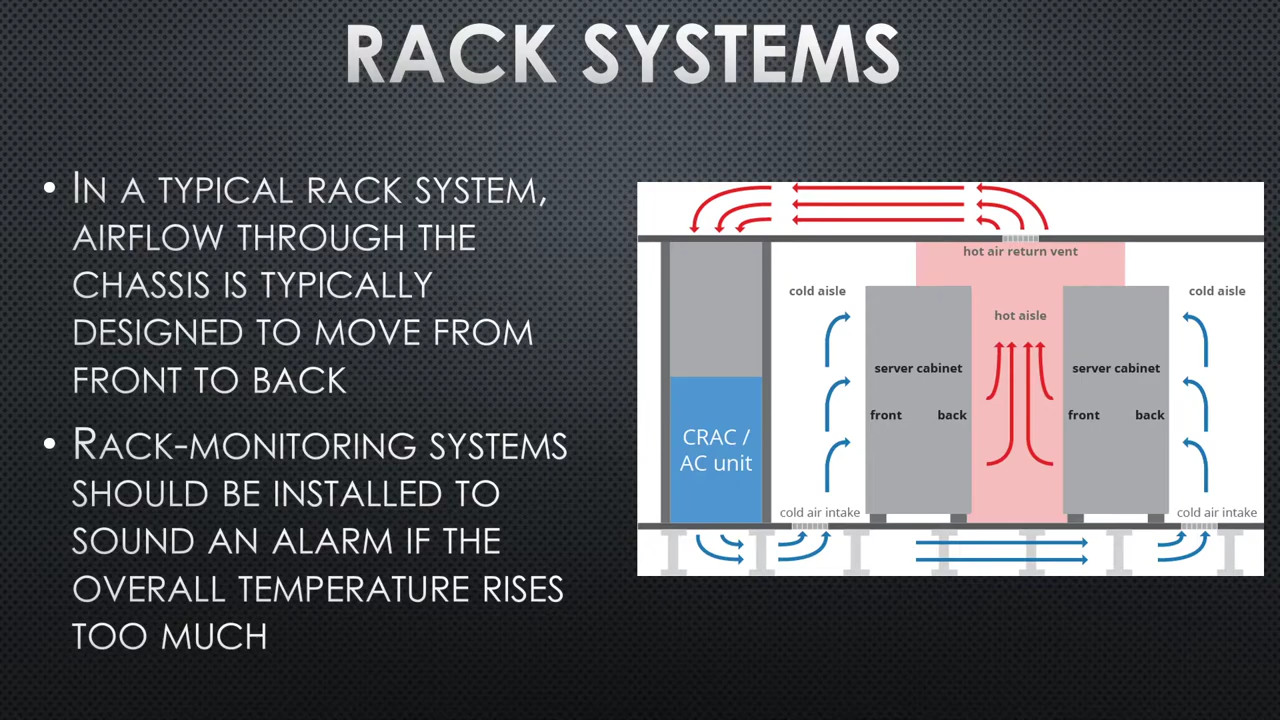 RACK SYSTEMS
• IN A TYPICAL RACK SYSTEM,
AIRFLOW THROUGH THE
CHASSIS IS TYPICALLY
DESIGNED TO MOVE FROM
FRONT TO BACK
• RACK-MONITORING SYSTEMS
SHOULD BE INSTALLED TO
SOUND AN ALARM IF THE
OVERALL TEMPERATURE RISES
TOO MUCH
hot air return vent
cold aisle
cold aisle
hot aisle
server cabinet
server cabinet
front back
front back
CRAC /
AC unit
cold air intake
cold air intake